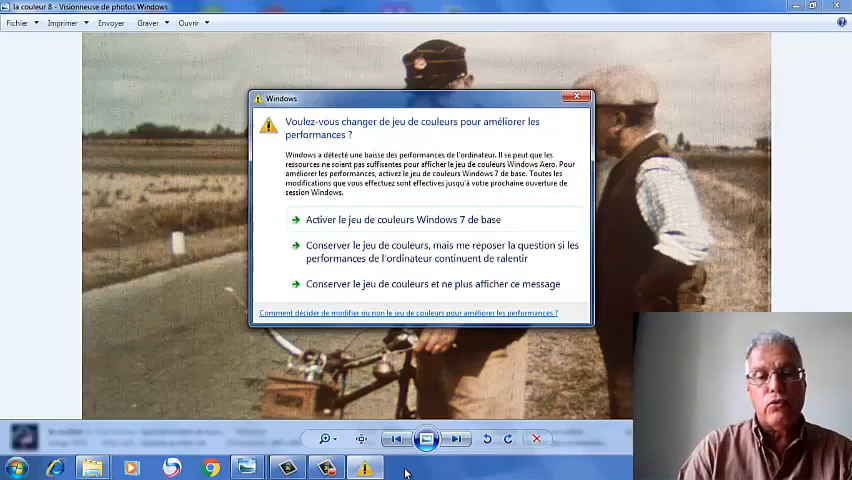 la couleur 8 - Visionneuse de photos Windows
Fichier Imprimer Envoyer Graver Ouvrir
Windows
Voulez-vous changer de jeu de couleurs pour améliorer les
performances ?
Windows a détecté une baisse des performances de l'ordinateur. Il se peut que les
ressources ne soient pas suffisantes pour afficher le jeu de couleurs Windows Aero. Pour
améliorer les performances, activez le jeu de couleurs Windows 7 de base. Toutes les
modifications que vous effectuez sont effectives jusqu'à votre prochaine ouverture de
session Windows.
Activer le jeu de couleurs Windows 7 de base
Conserver le jeu de couleurs, mais me reposer la question si les
performances de l'ordinateur continuent de ralentir
Conserver le jeu de couleurs et ne plus afficher ce message
Comment décider de modifier ou non le jeu de couleurs pour améliorer les performances ?